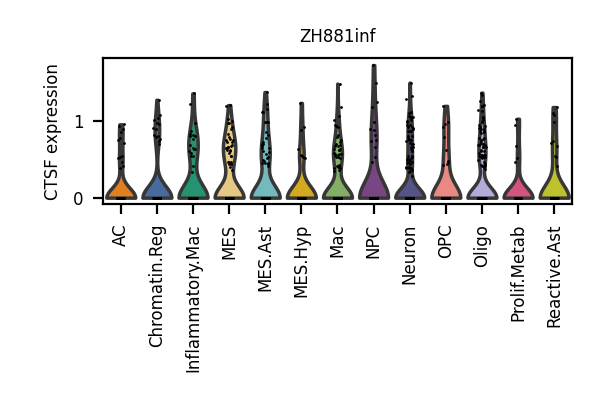 ZH881inf
CTSF expression
1
0
AC
Chromatin.Reg
Inflammatory.Mac
MES
MES.Ast
MES.Hyp
Mac
NPC
Neuron
OPC
Oligo
Prolif.Metab
Reactive.Ast